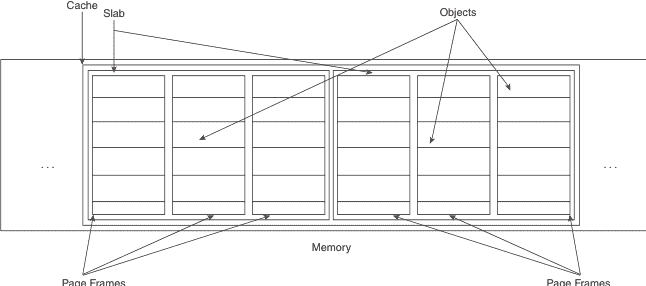 Cache
Slab
Objects
...
...
Memory
Page Frames
Page Frames